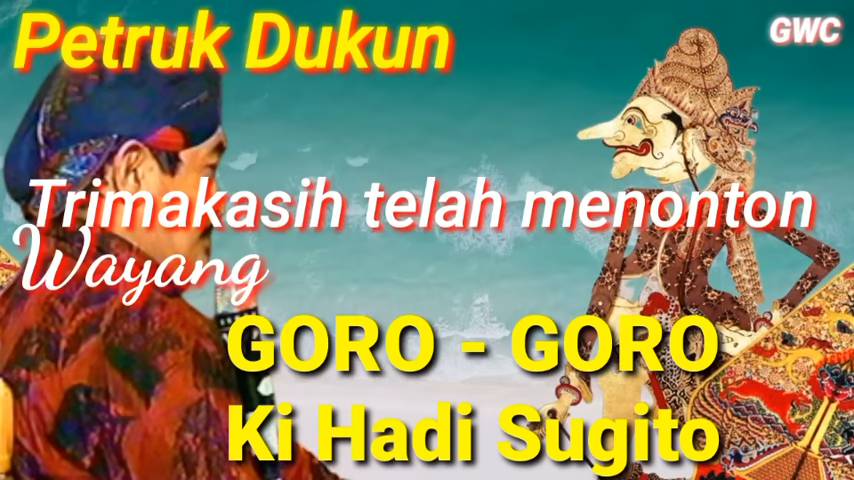 Petruk Dukun
GWC
Trimakasih telah menonton
Wayang
GORO - GORO
Ki Hadi Sugito